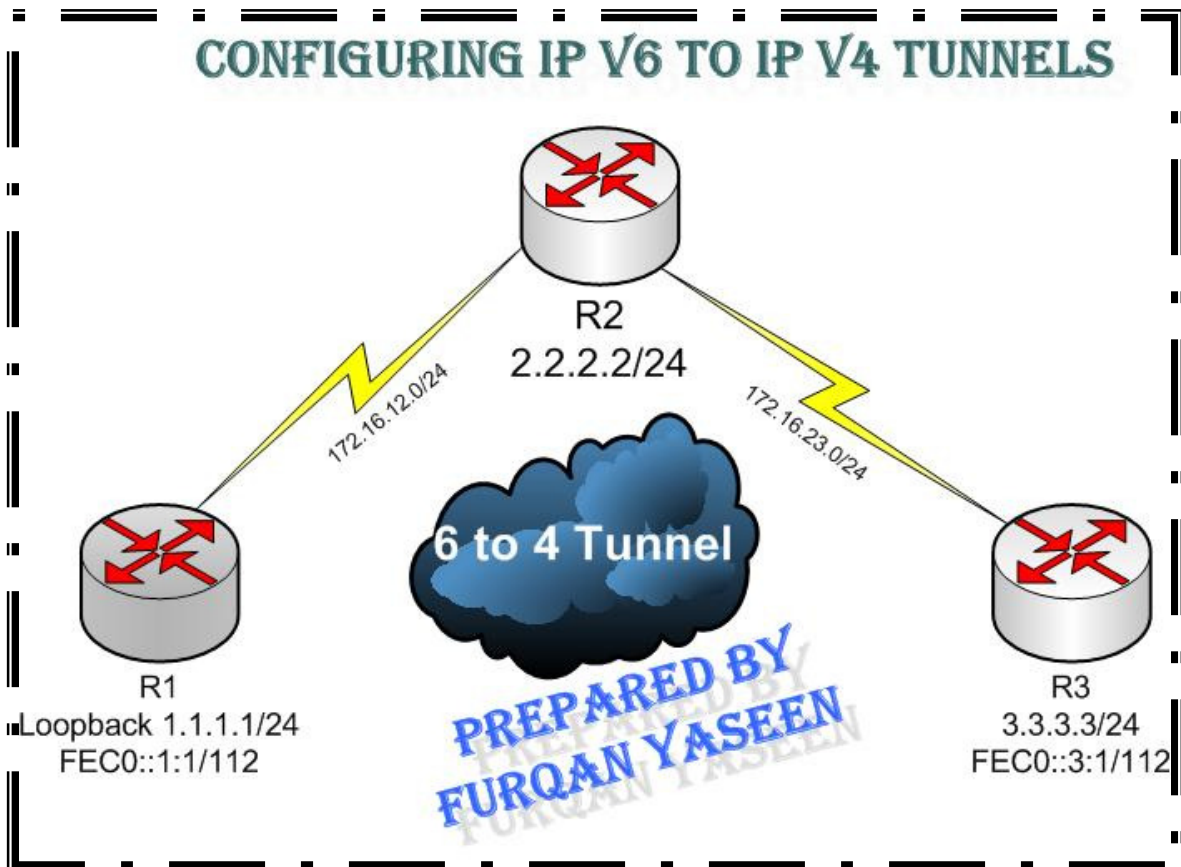 CONFIGURING IP V6 TO IP V4 TUNNELS
R2
2.2.2.2/24
172.16.12.0/24
172.16.23.0/24
6 to 4 Tunnel
R1
Loopback 1.1.1.1/24
FEC0::1:1/112
R3
3.3.3.3/24
FEC0::3:1/112
PREPARED BY
FURQAN YASEEN